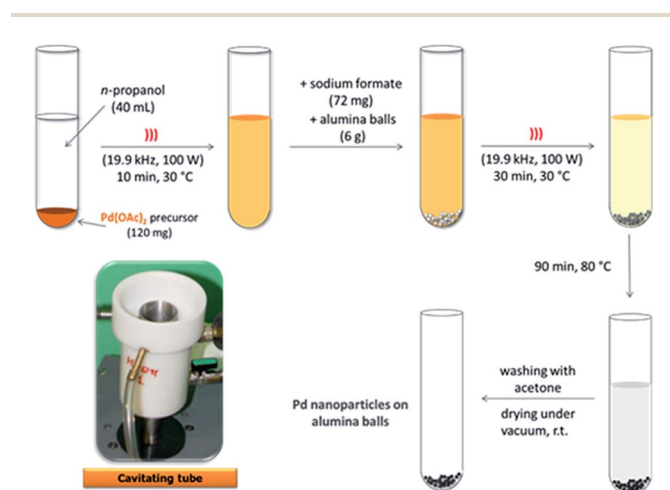 n-propanol
(40 mL)
)))
(19.9 kHz, 100 W)
10 min, 30 °C
Pd(OAc)₂ precursor
(120 mg)
+ sodium formate
(72 mg)
+ alumina balls
(6 g)
)))
(19.9 kHz, 100 W)
30 min, 30 °C
90 min, 80 °C
washing with
acetone
drying under
vacuum, r.t.
Pd nanoparticles on
alumina balls
Cavitating tube